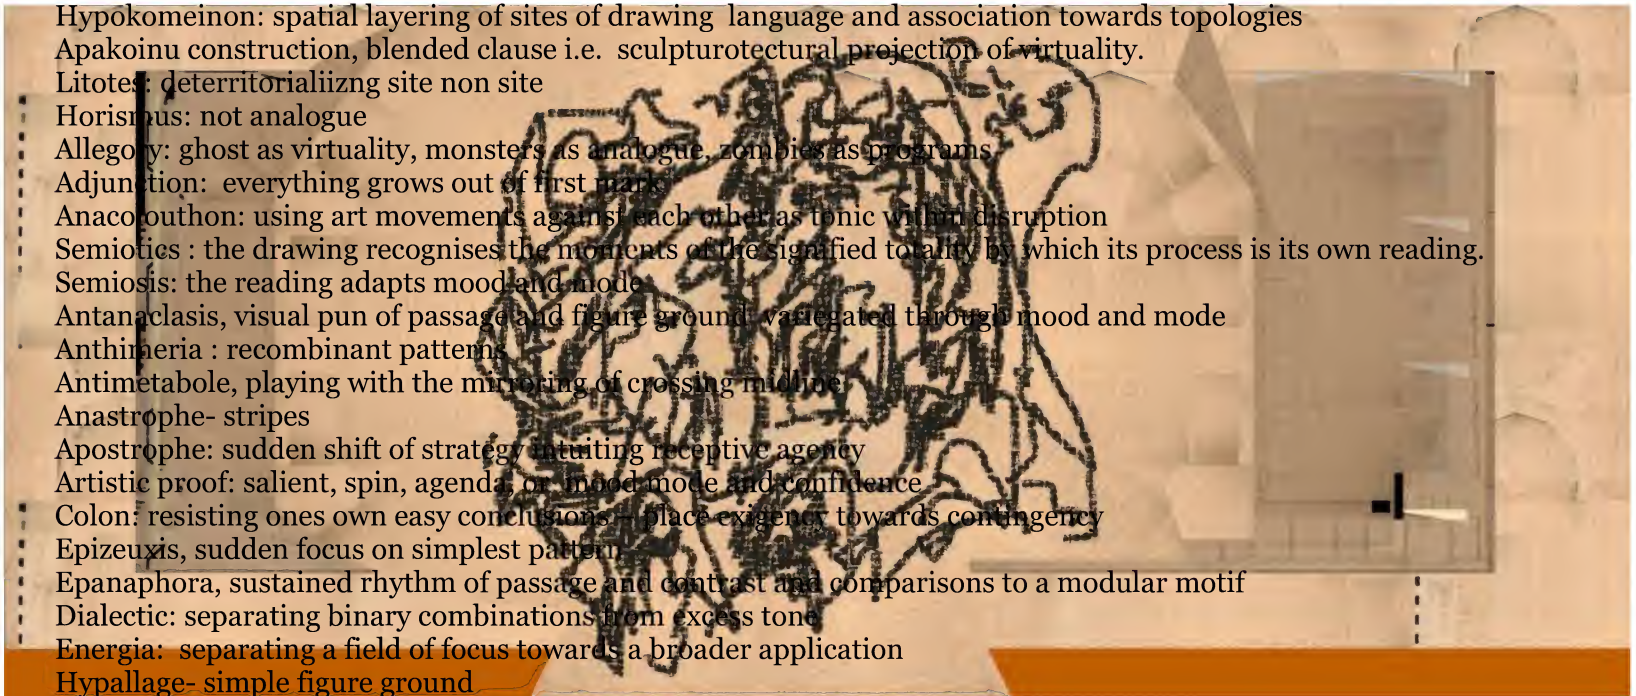 Hypokomeinon: spatial layering of sites of drawing  language and association towards topologies
Apakoinu construction, blended clause i.e.  sculpturotectural projection of virtuality.
Litotes: deterritorialiizng site non site
Horismus: not analogue
Allegory: ghost as virtuality, monsters as analogue, zombies as programs,
Adjunction:  everything grows out of first mark
Anacolouthon: using art movements against each other as tonic within disruption
Semiotics : the drawing recognises the moments of the signified totality by which its process is its own reading.
Semiosis: the reading adapts mood and mode
Antanaclasis, visual pun of passage and figure ground  variegated through mood and mode
Anthimeria : recombinant patterns
Antimetabole, playing with the mirroring of crossing midline
Anastrophe- stripes
Apostrophe: sudden shift of strategy intuiting receptive agency
Artistic proof: salient, spin, agenda, or  mood mode and confidence
Colon: resisting ones own easy conclusions – place exigency towards contingency
Epizeuxis, sudden focus on simplest pattern
Epanaphora, sustained rhythm of passage and contrast and comparisons to a modular motif
Dialectic: separating binary combinations from excess tone
Energia:  separating a field of focus towards a broader application
Hypallage- simple figure ground